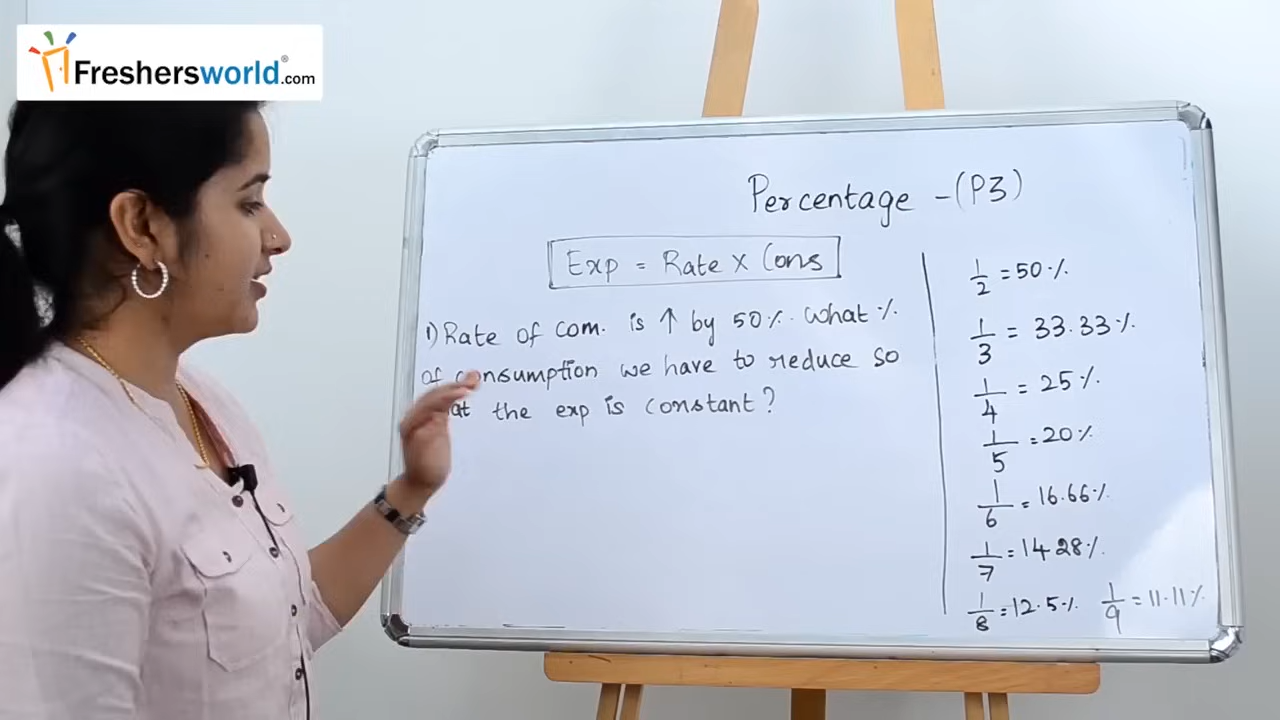 Freshersworld.com
Percentage - (P3)
Exp = Rate X Cons
1) Rate of com. is ↑ by 50%. What %.
of consumption we have to reduce so
the exp is constant?
1/2 = 50%.
1/3 = 33.33%.
1/4 = 25%.
1/5 = 20%
1/6 = 16.66%
1/7 = 14.28%.
1/8 = 12.5% 1/9 = 11.11%